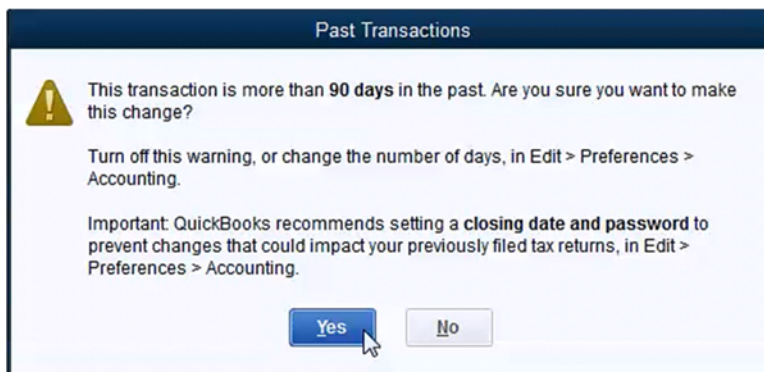 Past Transactions
This transaction is more than 90 days in the past. Are you sure you want to make
this change?
Turn off this warning, or change the number of days, in Edit > Preferences >
Accounting.
Important: QuickBooks recommends setting a closing date and password to
prevent changes that could impact your previously filed tax returns, in Edit >
Preferences > Accounting.
Yes No